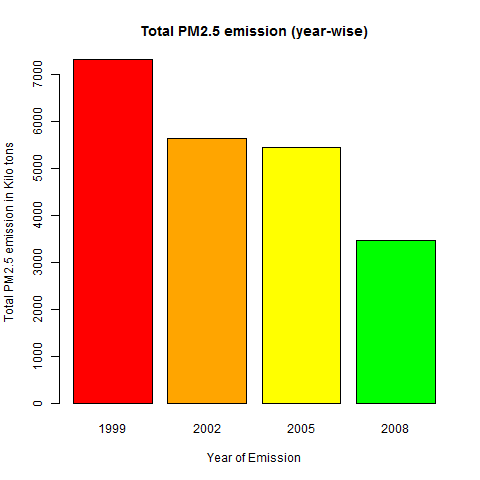 Total PM2.5 emission (year-wise)
Total PM2.5 emission in Kilo tons
7000
6000
5000
4000
3000
2000
1000
0
1999 2002 2005 2008
Year of Emission